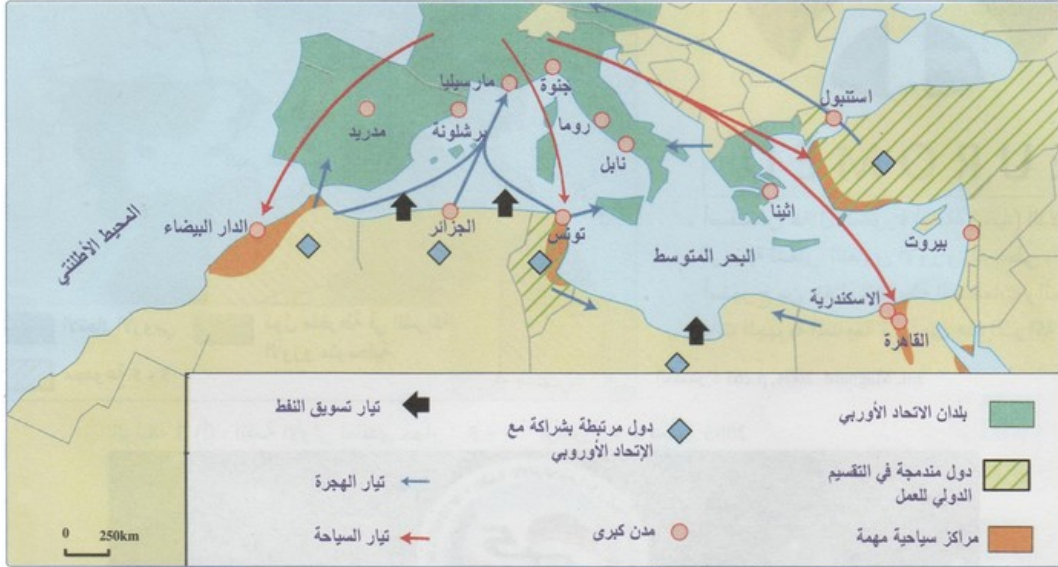 مارسيليا
جنوة
استنبول
مدريد
برشلونة
روما
نابل
اثينا
المحيط الأطلنتي
الدار البيضاء
الجزائر
تونس
البحر المتوسط
بيروت
الاسكندرية
القاهرة
بلدان الاتحاد الأوربي
دول مندمجة في التقسيم
الدولي للعمل
مراكز سياحية مهمة
دول مرتبطة بشراكة مع
الإتحاد الأوروبي
مدن كبرى
تيار تسويق النفط
تيار الهجرة
تيار السياحة
0 250km